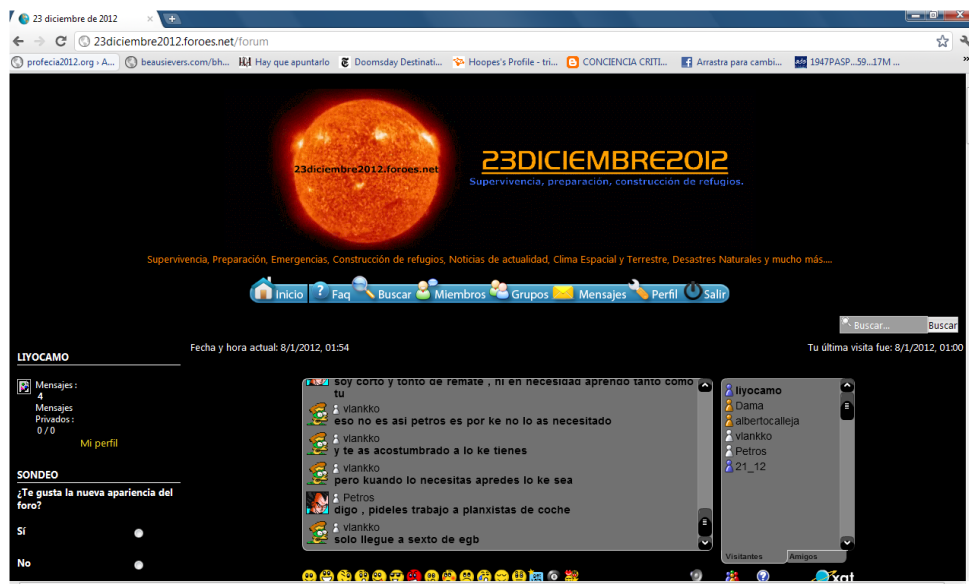 23 diciembre de 2012
23diciembre2012.foroes.net/forum
profecia2012.org › A...
beausievers.com/bh...
Hay que apuntarlo
Doomsday Destinati...
Hoopes's Profile - tri...
CONCIENCIA CRITI...
Arrastra para cambi...
1947PASP...59...17M ...
23diciembre2012.foroes.net
23DICIEMBRE2012
Supervivencia, preparación, construcción de refugios.
Supervivencia, Preparación, Emergencias, Construcción de refugios, Noticias de actualidad, Clima Espacial y Terrestre, Desastres Naturales y mucho más....
Inicio Faq Buscar Miembros Grupos Mensajes Perfil Salir
Buscar... Buscar
Fecha y hora actual: 8/1/2012, 01:54
Tu última visita fue: 8/1/2012, 01:00
LIYOCAMO
Mensajes :
4
Mensajes
Privados :
0 / 0
Mi perfil
SONDEO
¿Te gusta la nueva apariencia del
foro?
Sí
No
soy corto y tonto de remate , ni en necesidad aprendo tanto como
tu
vlankko
eso no es asi petros es por ke no lo as necesitado
vlankko
y te as acostumbrado a lo ke tienes
vlankko
pero kuando lo necesitas apredes lo ke sea
Petros
digo , pideles trabajo a planxistas de coche
vlankko
solo llegue a sexto de egb
liyocamo
Dama
albertocalleja
vlankko
Petros
21_12
Visitantes
Amigos
xat